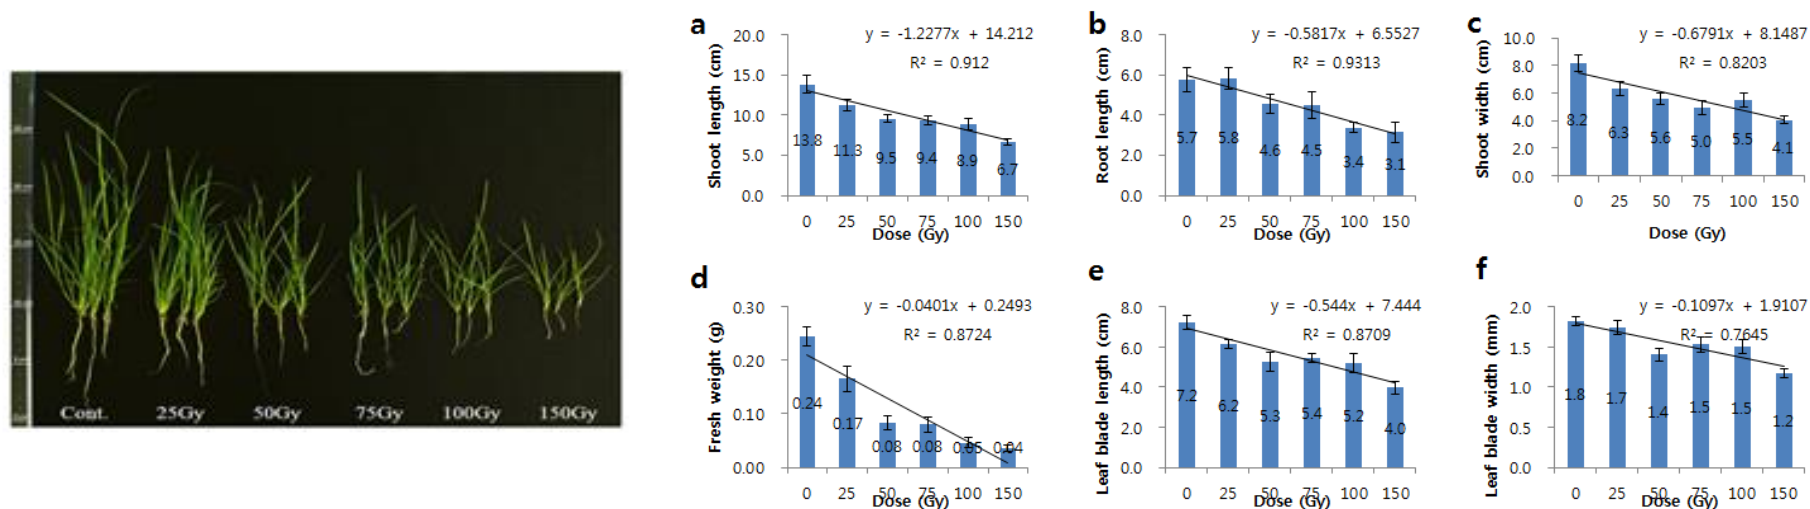 Cont. 25Gy 50Gy 75Gy 100Gy 150Gy
a
y = -1.2277x + 14.212
R² = 0.912
Shoot length (cm)
20.0
15.0
10.0
5.0
0.0
13.8 11.3 9.5 9.4 8.9 6.7
0 25 50 75 100 150
Dose (Gy)
b
y = -0.5817x + 6.5527
R² = 0.9313
Root length (cm)
8.0
6.0
4.0
2.0
0.0
5.7 5.8 4.6 4.5 3.4 3.1
0 25 50 75 100 150
Dose (Gy)
c
y = -0.6791x + 8.1487
R² = 0.8203
Shoot width (cm)
10.0
8.0
6.0
4.0
2.0
0.0
8.2 6.3 5.6 5.0 5.5 4.1
0 25 50 75 100 150
Dose (Gy)
d
y = -0.0401x + 0.2493
R² = 0.8724
Fresh weight (g)
0.30
0.20
0.10
0.00
0.24 0.17 0.08 0.08 0.05 0.04
0 25 50 75 100 150
Dose (Gy)
e
y = -0.544x + 7.444
R² = 0.8709
Leaf blade length (cm)
8.0
6.0
4.0
2.0
0.0
7.2 6.2 5.3 5.4 5.2 4.0
0 25 50 75 100 150
Dose (Gy)
f
y = -0.1097x + 1.9107
R² = 0.7645
Leaf blade width (mm)
2.0
1.5
1.0
0.5
0.0
1.8 1.7 1.4 1.5 1.5 1.2
0 25 50 75 100 150
Dose (Gy)